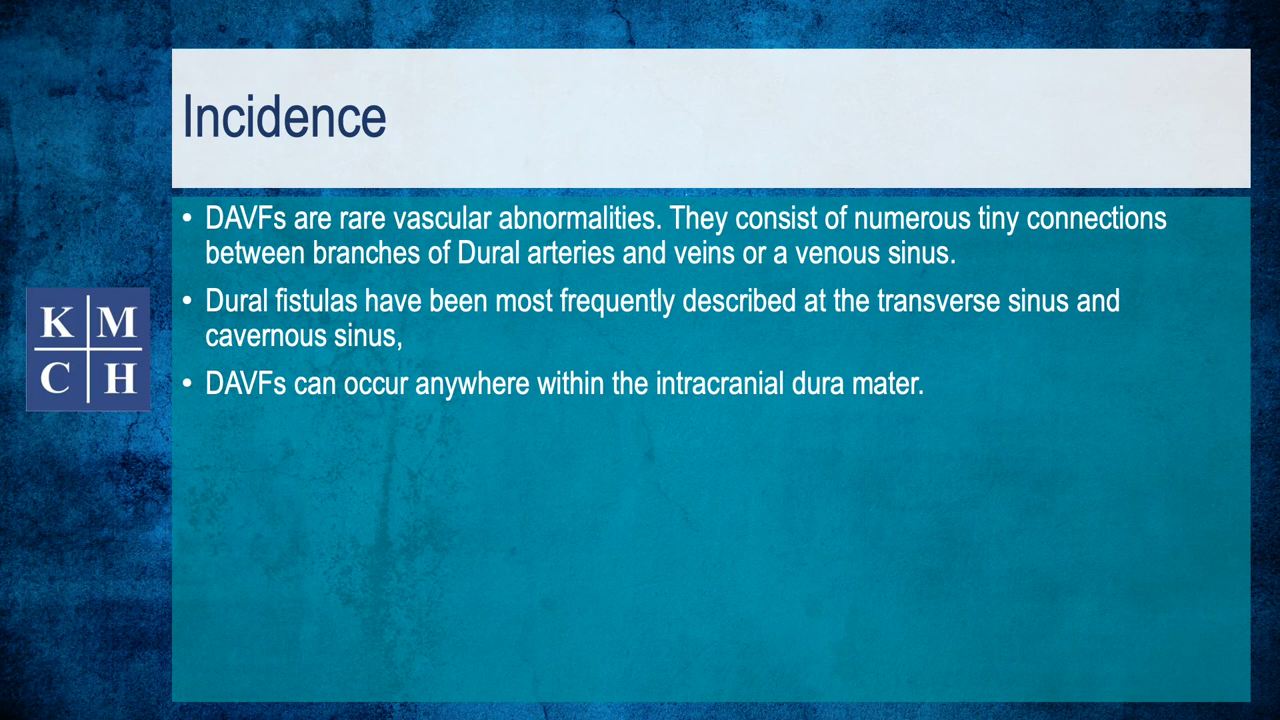 Incidence
• DAVFs are rare vascular abnormalities. They consist of numerous tiny connections
between branches of Dural arteries and veins or a venous sinus.
• Dural fistulas have been most frequently described at the transverse sinus and
cavernous sinus,
• DAVFs can occur anywhere within the intracranial dura mater.
K M
C H